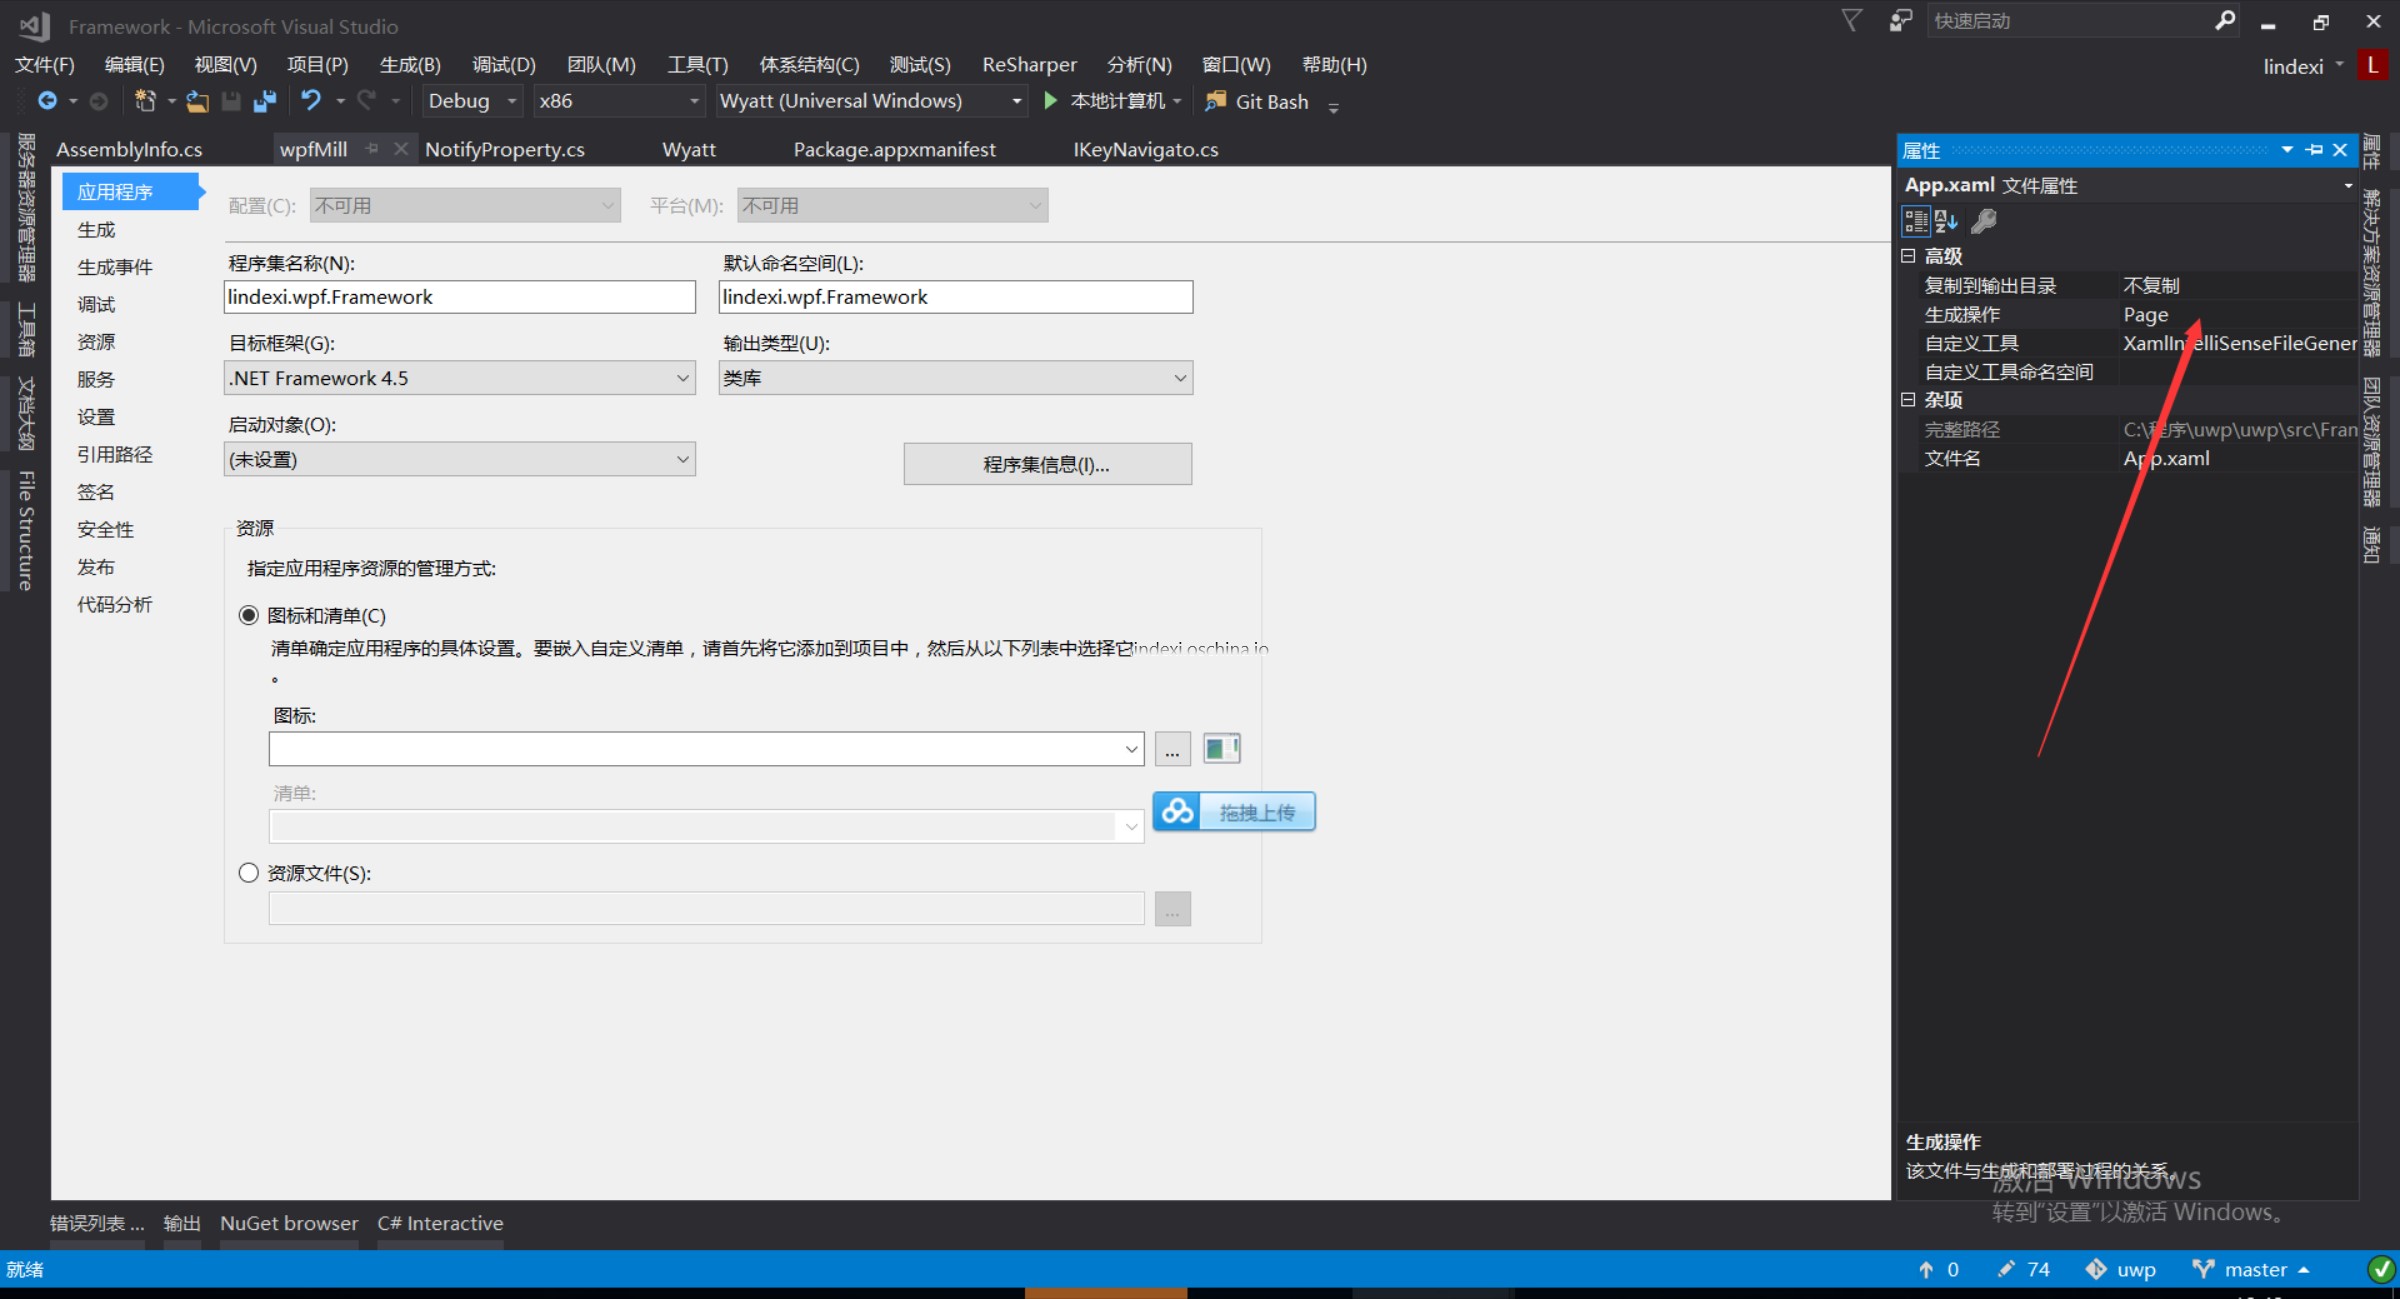 Framework - Microsoft Visual Studio
快速启动
文件(F) 编辑(E) 视图(V) 项目(P) 生成(B) 调试(D) 团队(M) 工具(T) 体系结构(C) 测试(S) ReSharper 分析(N) 窗口(W) 帮助(H)
lindexi L
Debug x86 Wyatt (Universal Windows) 本地计算机 Git Bash
AssemblyInfo.cs wpfMill NotifyProperty.cs Wyatt Package.appxmanifest IKeyNavigato.cs
服务器资源管理器
工具箱
文档大纲
File Structure
应用程序
生成
生成事件
调试
资源
服务
设置
引用路径
签名
安全性
发布
代码分析
配置(C): 不可用 平台(M): 不可用
程序集名称(N): 默认命名空间(L):
lindexi.wpf.Framework lindexi.wpf.Framework
目标框架(G): 输出类型(U):
.NET Framework 4.5 类库
启动对象(O):
(未设置) 程序集信息(I)...
资源
指定应用程序资源的管理方式:
图标和清单(C)
清单确定应用程序的具体设置。要嵌入自定义清单，请首先将它添加到项目中，然后从以下列表中选择它
。
lindexi.oschina.io
图标:
...
清单:
拖拽上传
资源文件(S):
...
属性
App.xaml 文件属性
高级
复制到输出目录 不复制
生成操作 Page
自定义工具 XamlIntelliSenseFileGener
自定义工具命名空间
杂项
完整路径 C:\程序\uwp\uwp\src\Fran
文件名 App.xaml
生成操作
该文件与生成和部署过程的关系。
激活 Windows
转到“设置”以激活 Windows。
属性
解决方案资源管理器
团队资源管理器
通知
错误列表 ... 输出 NuGet browser C# Interactive
就绪 0 74 uwp master